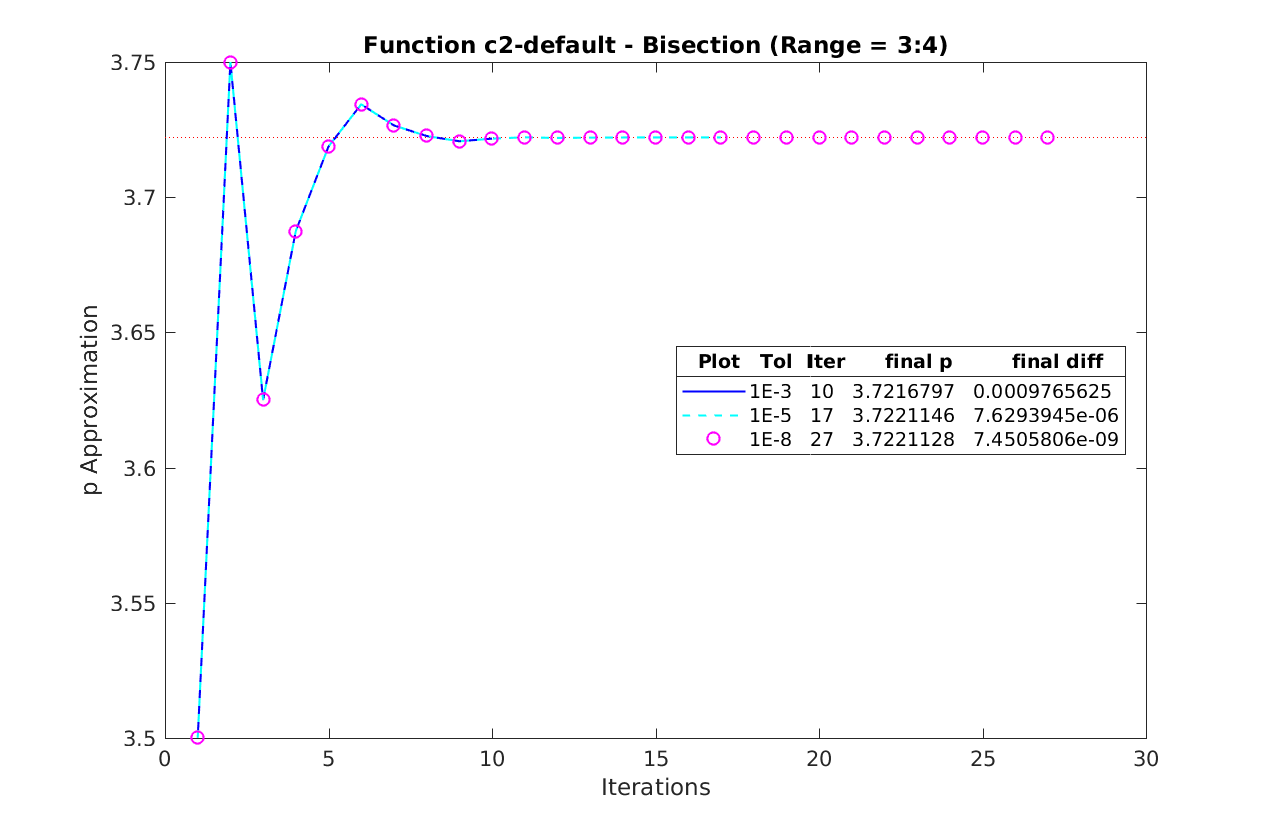 Function c2-default - Bisection (Range = 3:4)
3.75
3.7
3.65
3.6
3.55
3.5
p Approximation
Plot Tol Iter final p final diff
1E-3 10 3.7216797 0.0009765625
1E-5 17 3.7221146 7.6293945e-06
1E-8 27 3.7221128 7.4505806e-09
0 5 10 15 20 25 30
Iterations